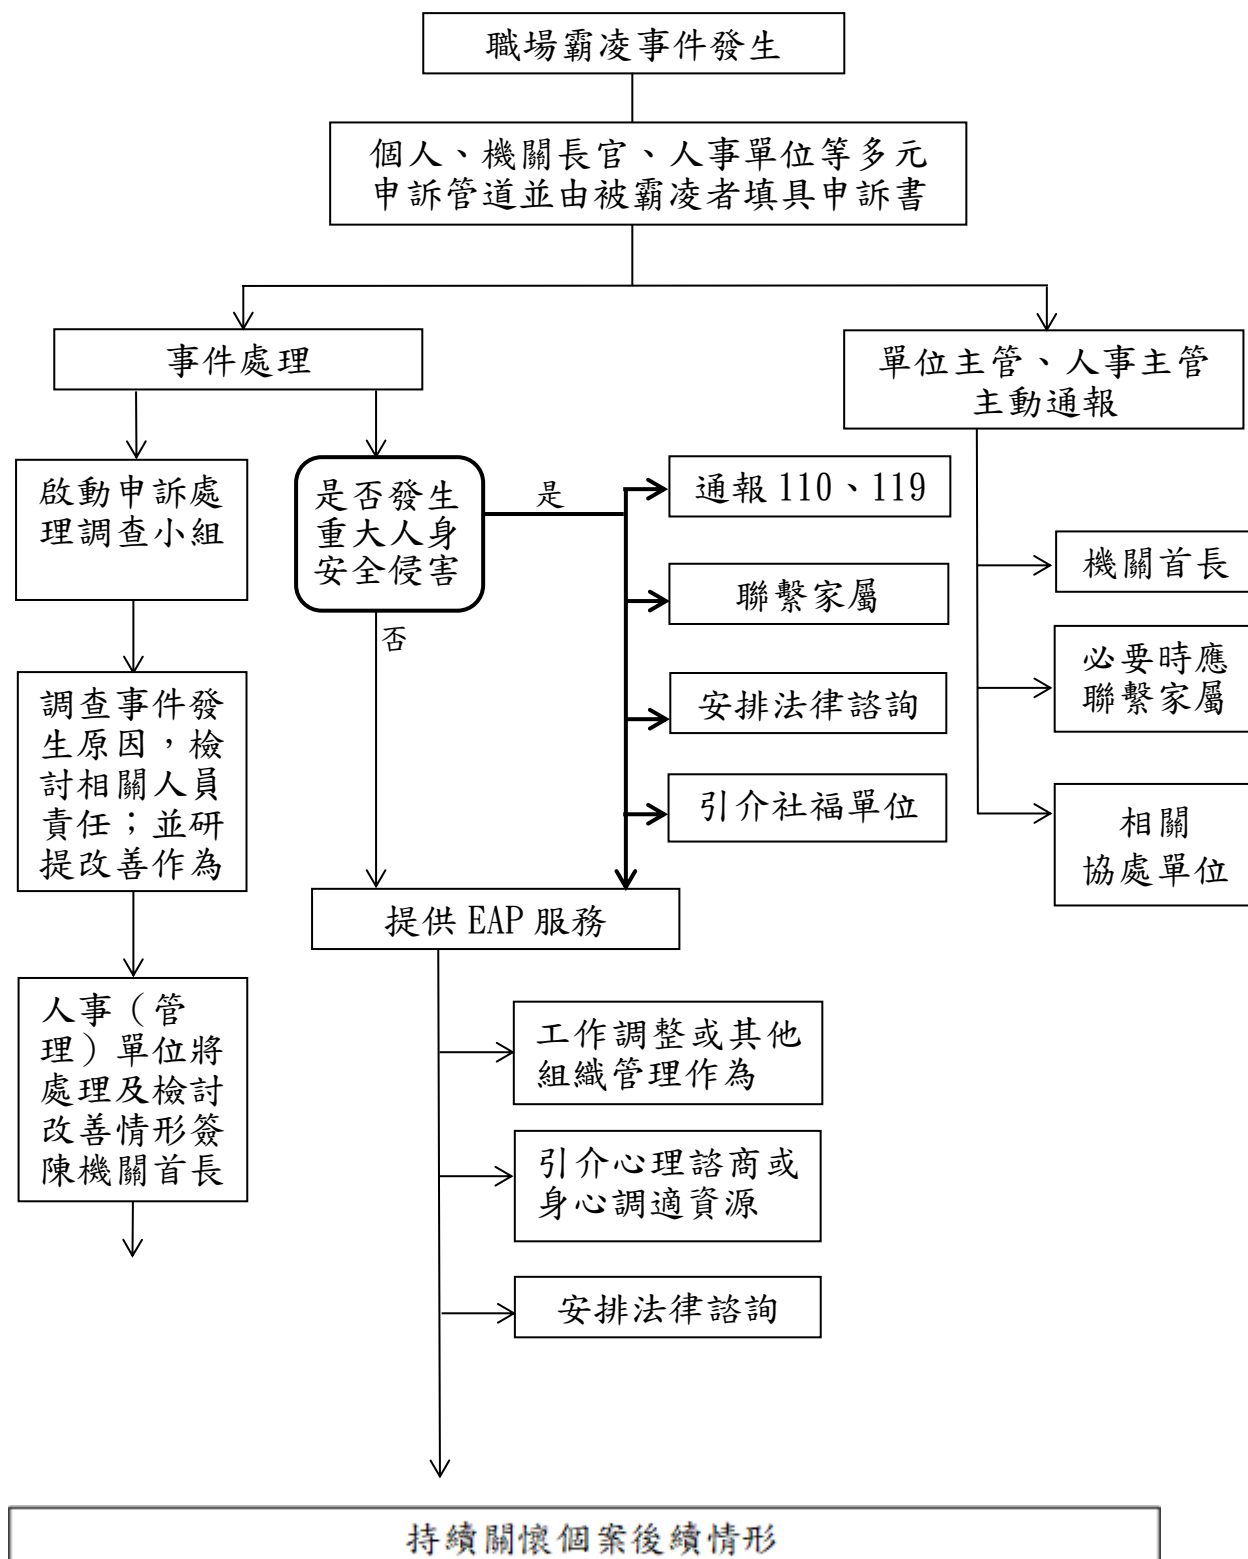 職場霸凌事件發生
個人、機關長官、人事單位等多元
申訴管道並由被霸凌者填具申訴書
事件處理
單位主管、人事主管
主動通報
啟動申訴處
理調查小組
是否發生
重大人身
安全侵害
是
否
通報 110、119
聯繫家屬
安排法律諮詢
引介社福單位
機關首長
必要時應
聯繫家屬
相關
協處單位
調查事件發
生原因，檢
討相關人員
責任；並研
提改善作為
提供 EAP 服務
人事（管
理）單位將
處理及檢討
改善情形簽
陳機關首長
工作調整或其他
組織管理作為
引介心理諮商或
身心調適資源
安排法律諮詢
持續關懷個案後續情形